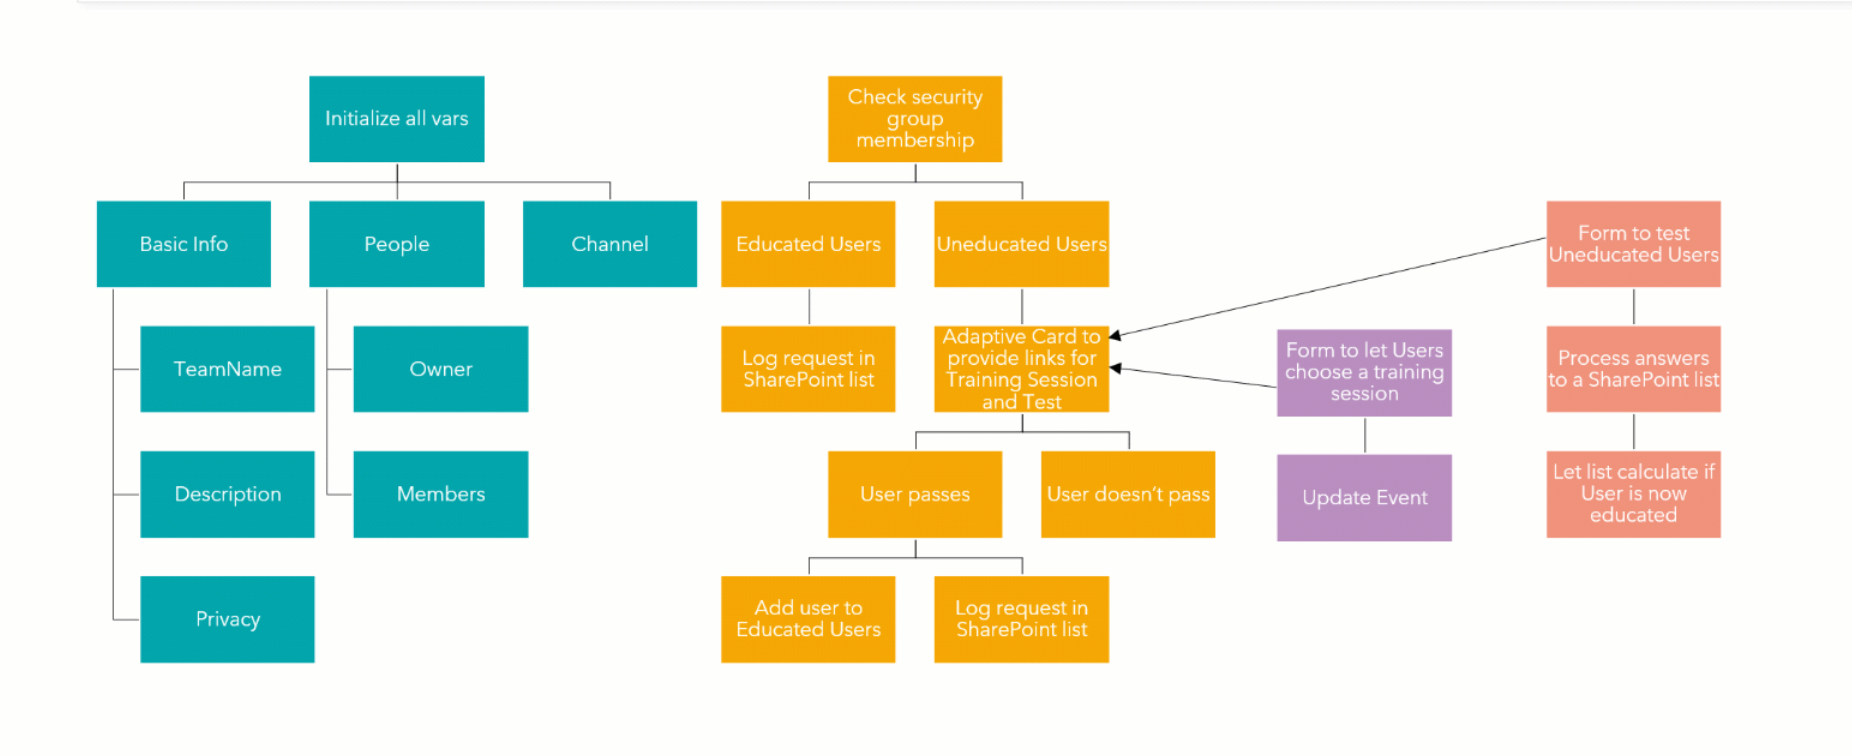 Initialize all vars
Basic Info
People
Channel
TeamName
Owner
Description
Members
Privacy
Check security
group
membership
Educated Users
Uneducated Users
Log request in
SharePoint list
Adaptive Card to
provide links for
Training Session
and Test
User passes
User doesn’t pass
Add user to
Educated Users
Log request in
SharePoint list
Form to let Users
choose a training
session
Update Event
Form to test
Uneducated Users
Process answers
to a SharePoint list
Let list calculate if
User is now
educated